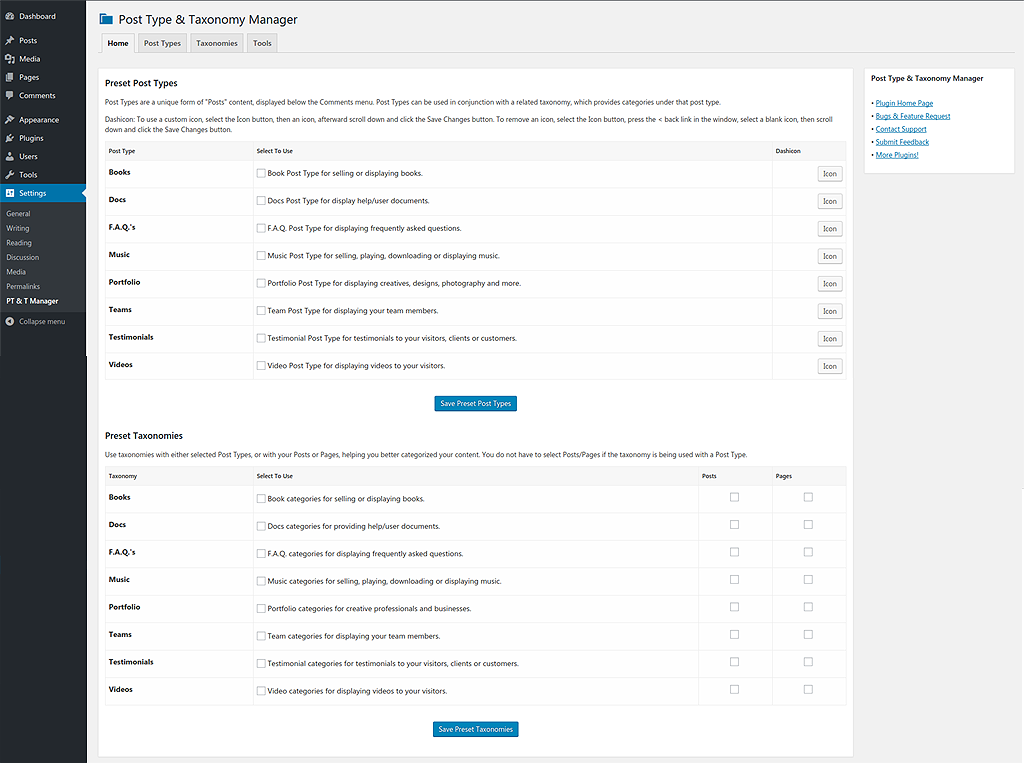 Dashboard
Posts
Media
Pages
Comments
Appearance
Plugins
Users
Tools
Settings
General
Writing
Reading
Discussion
Media
Permalinks
PT & T Manager
Collapse menu
Post Type & Taxonomy Manager
Home Post Types Taxonomies Tools
Preset Post Types
Post Types are a unique form of "Posts" content, displayed below the Comments menu. Post Types can be used in conjunction with a related taxonomy, which provides categories under that post type.
Dashicon: To use a custom icon, select the Icon button, then an icon, afterward scroll down and click the Save Changes button. To remove an icon, select the Icon button, press the < back link in the window, select a blank icon, then scroll
down and click the Save Changes button.
Post Type Select To Use Dashicon
Books Book Post Type for selling or displaying books. Icon
Docs Docs Post Type for display help/user documents. Icon
F.A.Q.'s F.A.Q. Post Type for displaying frequently asked questions. Icon
Music Music Post Type for selling, playing, downloading or displaying music. Icon
Portfolio Portfolio Post Type for displaying creatives, designs, photography and more. Icon
Teams Team Post Type for displaying your team members. Icon
Testimonials Testimonial Post Type for testimonials to your visitors, clients or customers. Icon
Videos Video Post Type for displaying videos to your visitors. Icon
Save Preset Post Types
Preset Taxonomies
Use taxonomies with either selected Post Types, or with your Posts or Pages, helping you better categorized your content. You do not have to select Posts/Pages if the taxonomy is being used with a Post Type.
Taxonomy Select To Use Posts Pages
Books Book categories for selling or displaying books.
Docs Docs categories for providing help/user documents.
F.A.Q.'s F.A.Q. categories for displaying frequently asked questions.
Music Music categories for selling, playing, downloading or displaying music.
Portfolio Portfolio categories for creative professionals and businesses.
Teams Team categories for displaying your team members.
Testimonials Testimonial categories for testimonials to your visitors, clients or customers.
Videos Video categories for displaying videos to your visitors.
Save Preset Taxonomies
Post Type & Taxonomy Manager
• Plugin Home Page
• Bugs & Feature Request
• Contact Support
• Submit Feedback
• More Plugins!